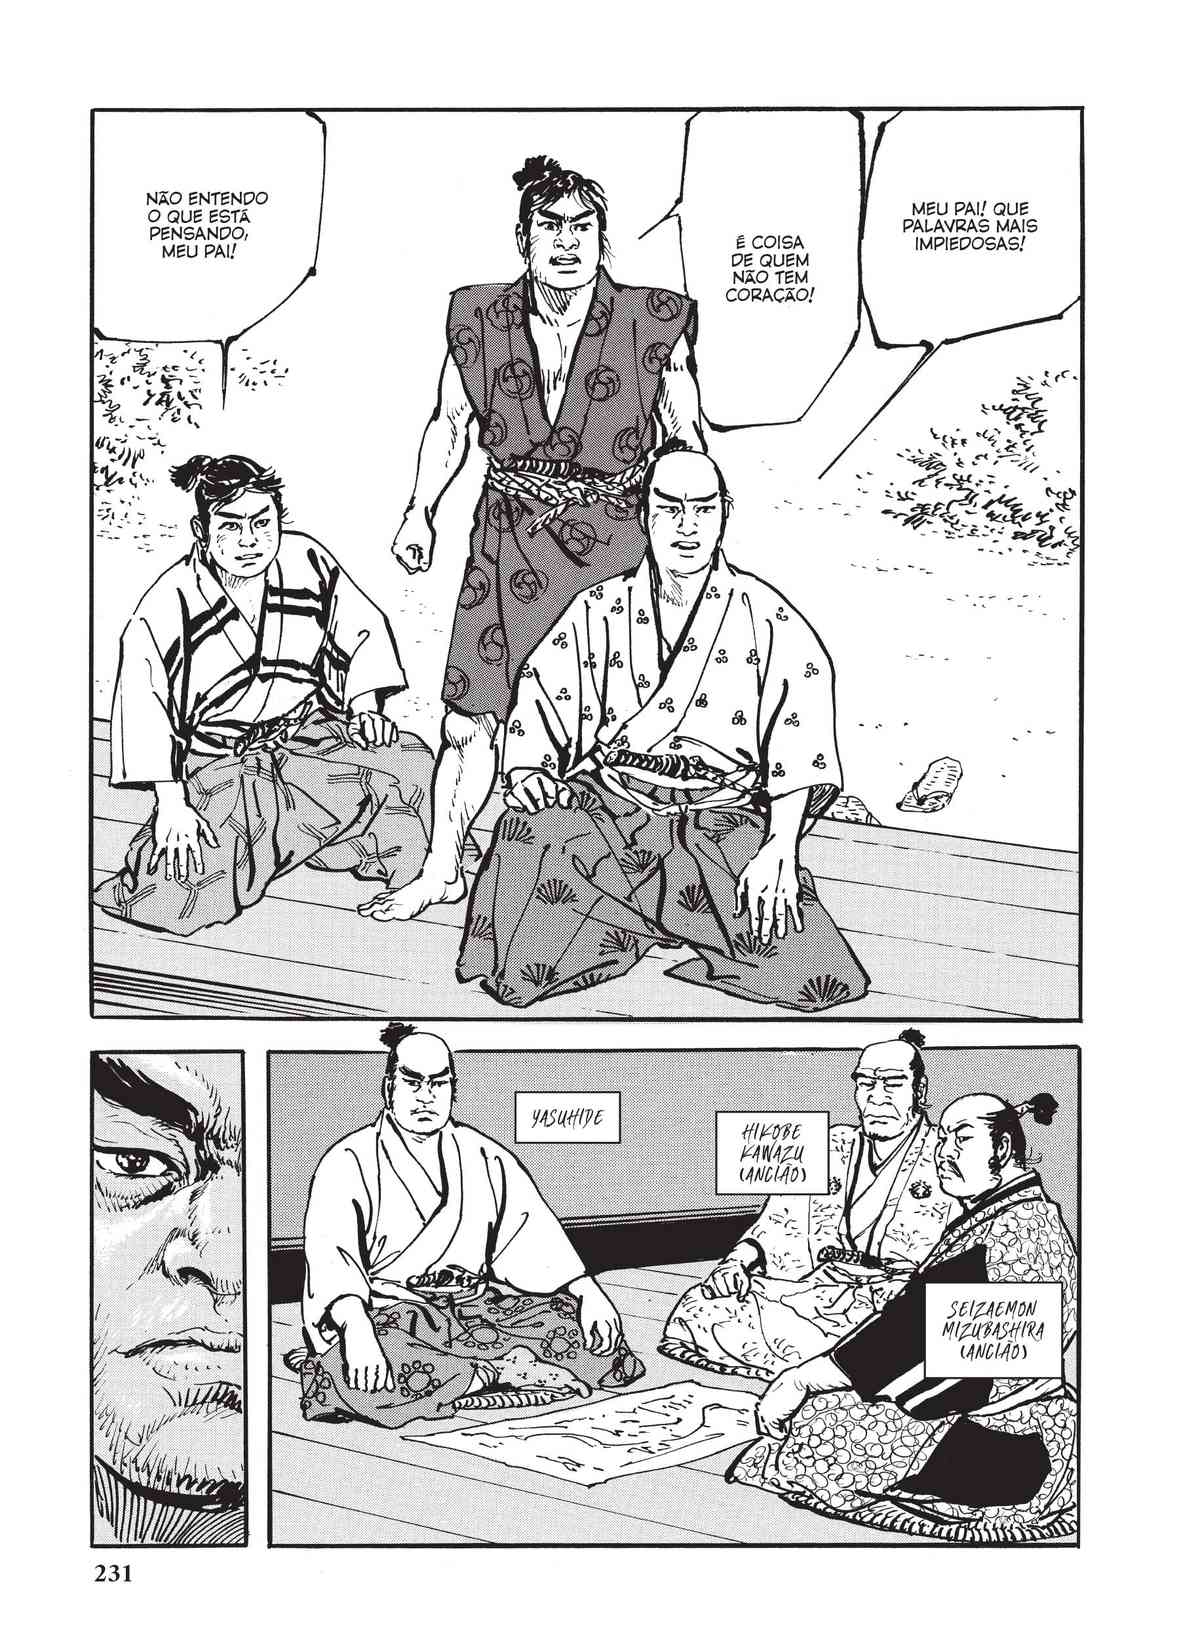 MEU PAI! QUE
PALAVRAS MAIS
IMPIEDOSAS!
É COISA
DE QUEM
NÃO TEM
CORAÇÃO!
NÃO ENTENDO
O QUE ESTÁ
PENSANDO,
MEU PAI!
YASUHIDE
HIKOBE
KAWAZU
(ANCIÃO)
SEIZAEMON
MIZUBASHIRA
(ANCIÃO)
231